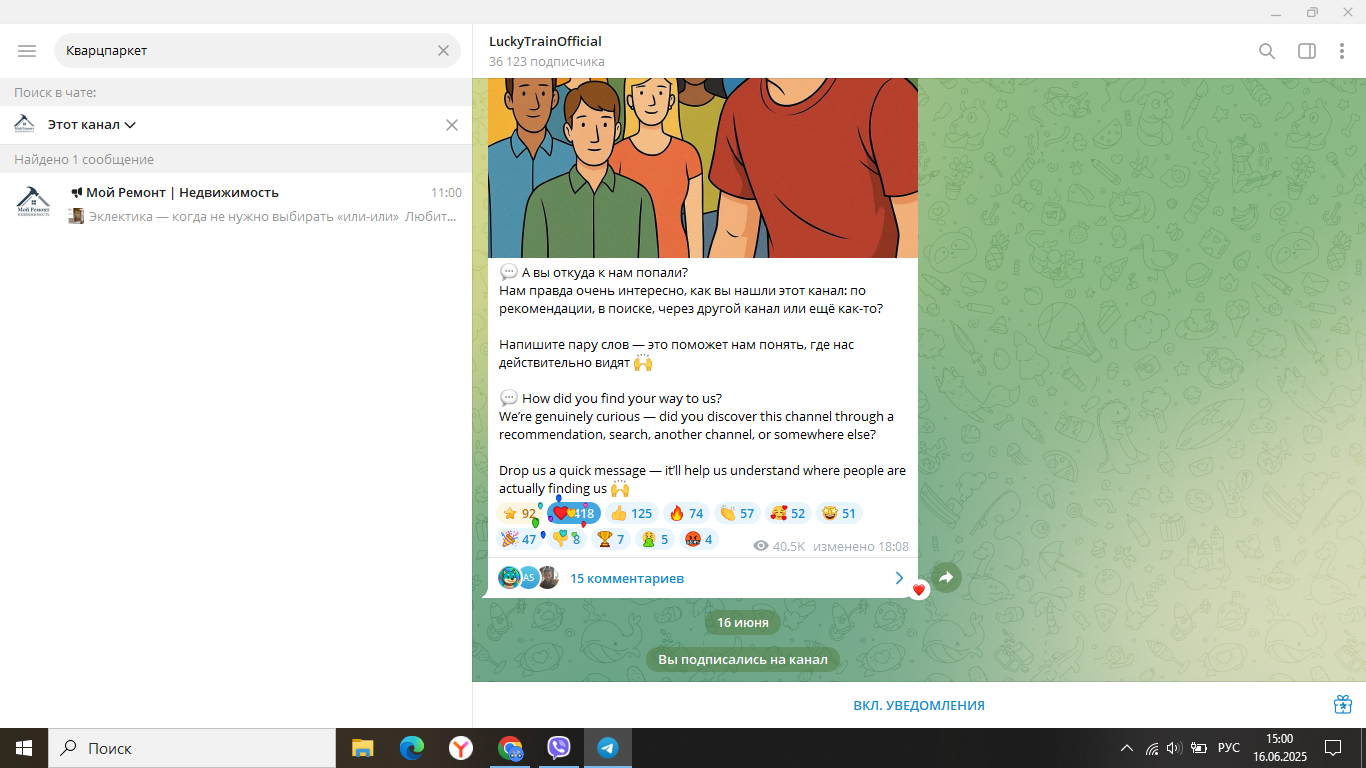 Кварцпаркет
Поиск в чате:
Этот канал
Найдено 1 сообщение
Мой Ремонт | Недвижимость 11:00
Эклектика — когда не нужно выбирать «или-или» Любит...
Мой Ремонт
LuckyTrainOfficial
36 123 подписчика
💬 А вы откуда к нам попали?
Нам правда очень интересно, как вы нашли этот канал: по
рекомендации, в поиске, через другой канал или ещё как-то?
Напишите пару слов — это поможет нам понять, где нас
действительно видят 🙌
💬 How did you find your way to us?
We’re genuinely curious — did you discover this channel through a
recommendation, search, another channel, or somewhere else?
Drop us a quick message — it’ll help us understand where people are
actually finding us 🙌
92 418 125 74 57 52 51
47 8 7 5 4 40.5K изменено 18:08
AS 15 комментариев
16 июня
Вы подписались на канал
ВКЛ. УВЕДОМЛЕНИЯ
Поиск
РУС
15:00
16.06.2025